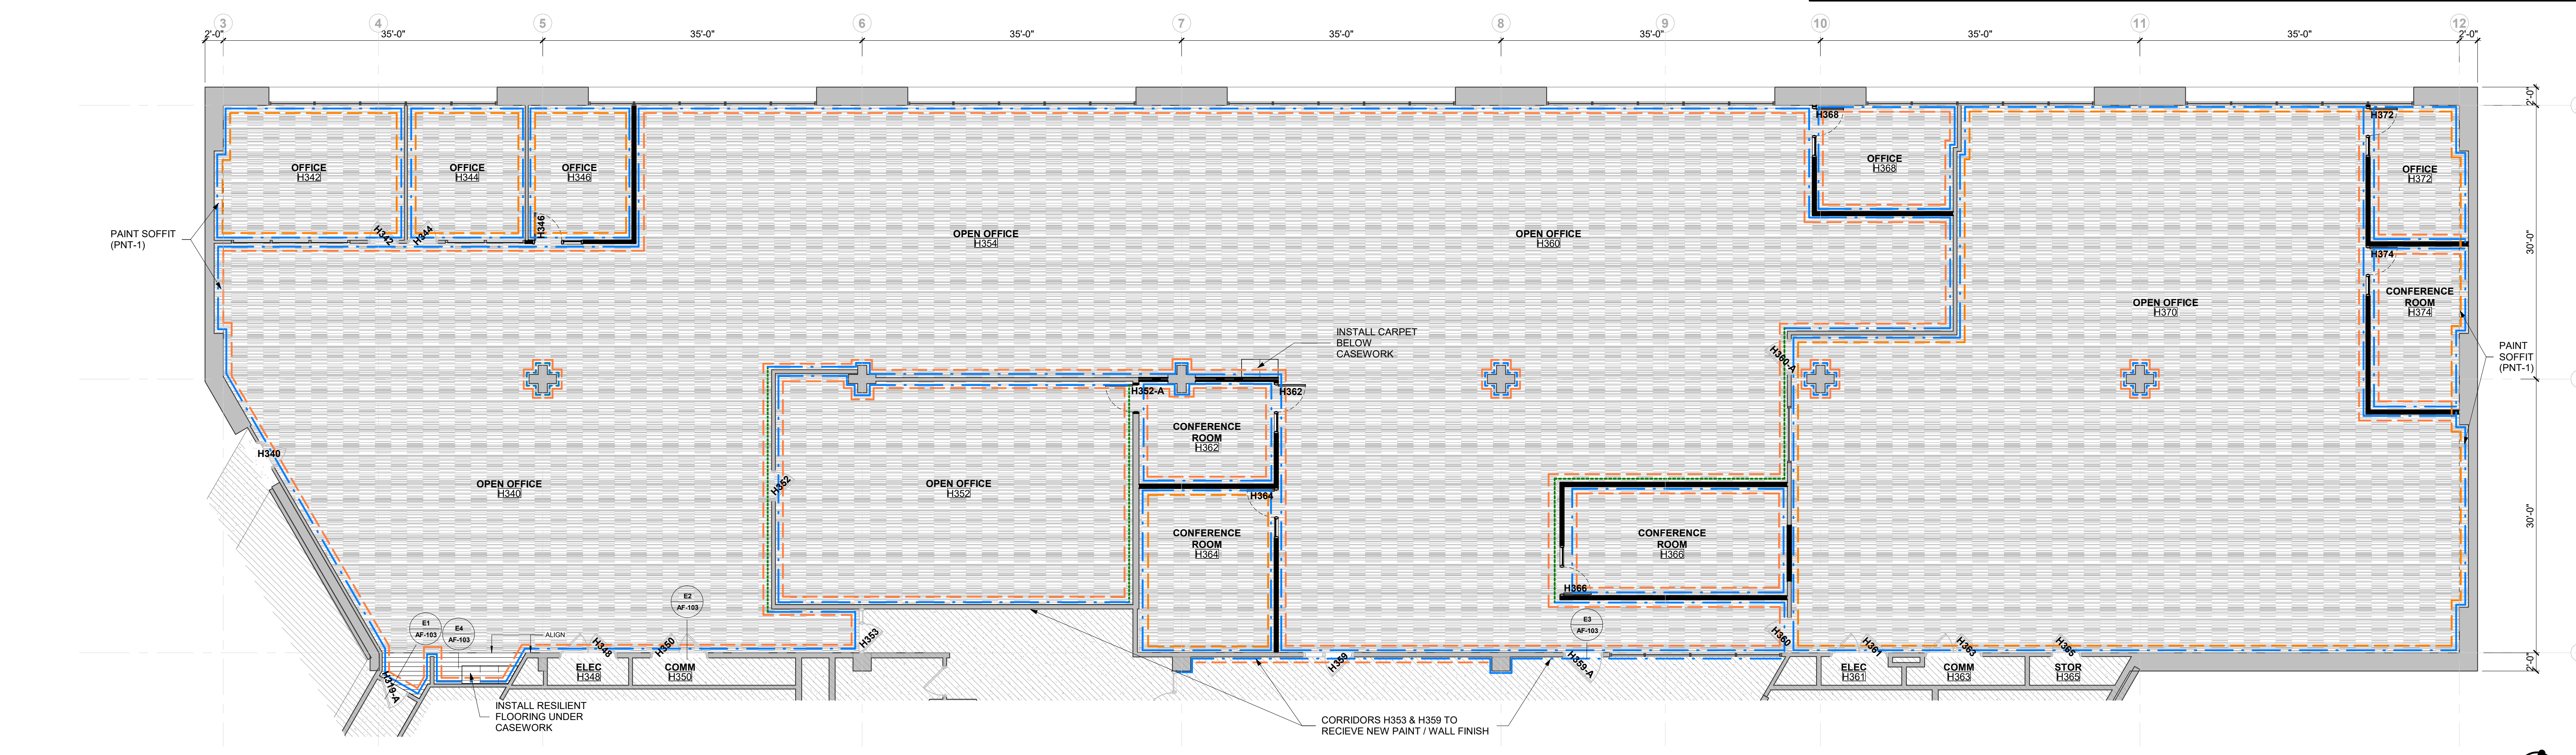 3 4 5 6 7 8 9 10 11 12
2'-0" 35'-0" 35'-0" 35'-0" 35'-0" 35'-0" 35'-0" 35'-0" 2'-0"
2'-0"
30'-0"
30'-0"
2'-0"
PAINT SOFFIT
(PNT-1)
OFFICE
H342
OFFICE
H344
OFFICE
H346
H342
H344
H346
OPEN OFFICE
H354
OPEN OFFICE
H360
H368
OFFICE
H368
H372
OFFICE
H372
H374
CONFERENCE
ROOM
H374
OPEN OFFICE
H370
PAINT
SOFFIT
(PNT-1)
INSTALL CARPET
BELOW
CASEWORK
H360-A
H352-A
H362
CONFERENCE
ROOM
H362
H340
OPEN OFFICE
H340
H352
OPEN OFFICE
H352
H364
CONFERENCE
ROOM
H364
CONFERENCE
ROOM
H366
H366
E1
AF-103
E4
AF-103
E2
AF-103
E3
AF-103
ALIGN
H348
H350
H353
H359
H359-A
H360
H361
H363
H365
H319-A
ELEC
H348
COMM
H350
ELEC
H361
COMM
H363
STOR
H365
INSTALL RESILIENT
FLOORING UNDER
CASEWORK
CORRIDORS H353 & H359 TO
RECIEVE NEW PAINT / WALL FINISH